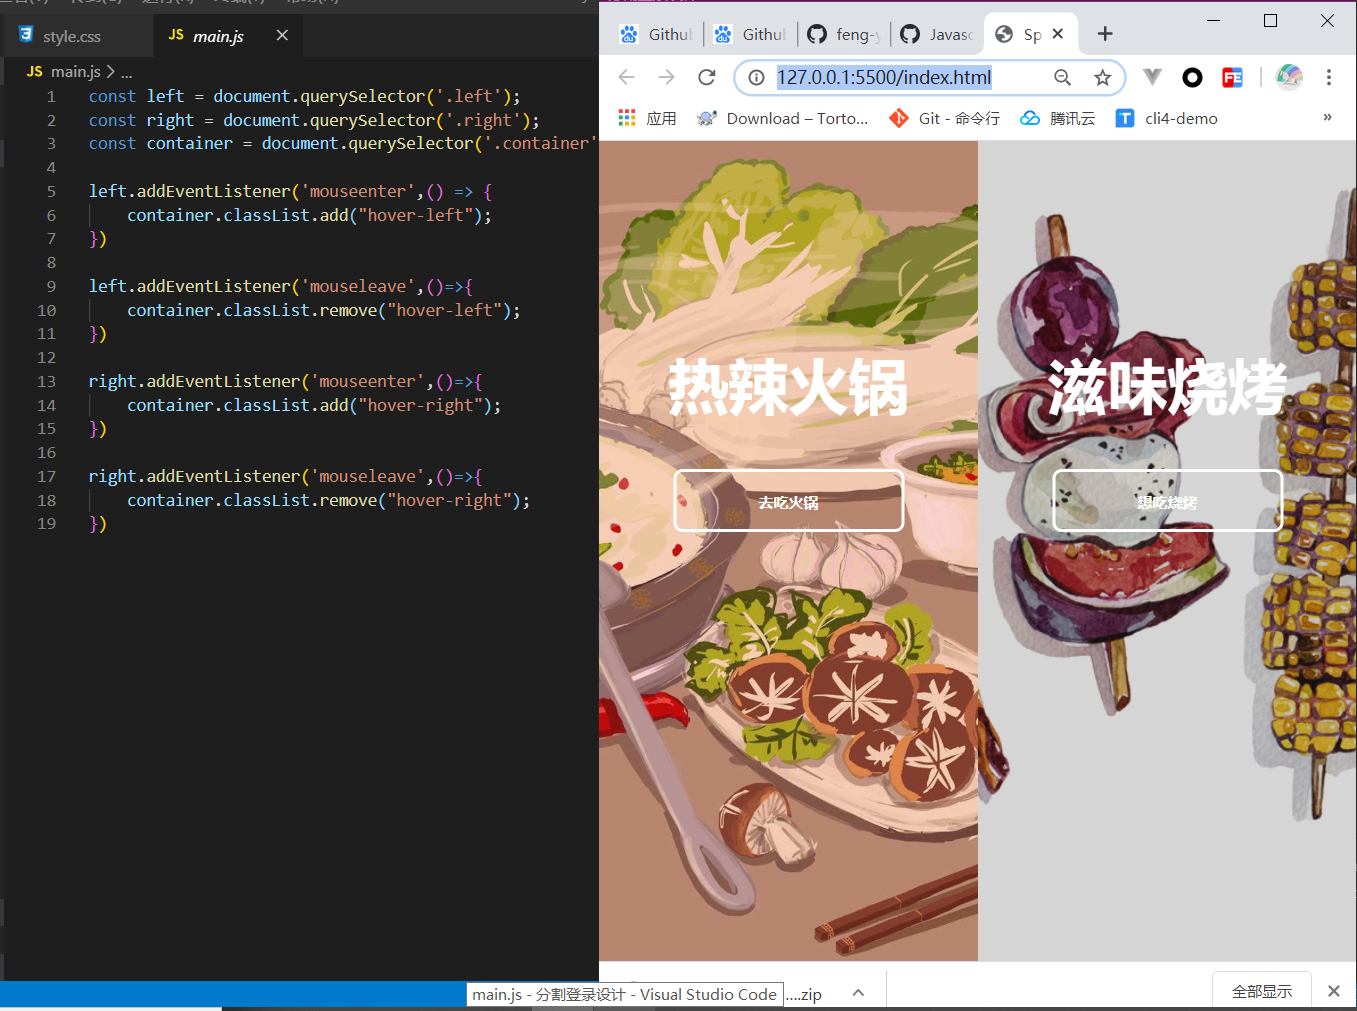 style.css
JS main.js
JS main.js > ...
1 const left = document.querySelector('.left');
2 const right = document.querySelector('.right');
3 const container = document.querySelector('.container'
4
5 left.addEventListener('mouseenter',() => {
6 container.classList.add("hover-left");
7 })
8
9 left.addEventListener('mouseleave',()=>{
10 container.classList.remove("hover-left");
11 })
12
13 right.addEventListener('mouseenter',()=>{
14 container.classList.add("hover-right");
15 })
16
17 right.addEventListener('mouseleave',()=>{
18 container.classList.remove("hover-right");
19 })
Github
Github
feng-y
Javasc
Sp
127.0.0.1:5500/index.html
应用
Download – Torto...
Git - 命令行
腾讯云
T cli4-demo
»
热辣火锅
去吃火锅
滋味烧烤
想吃烧烤
main.js - 分割登录设计 - Visual Studio Code
....zip
全部显示